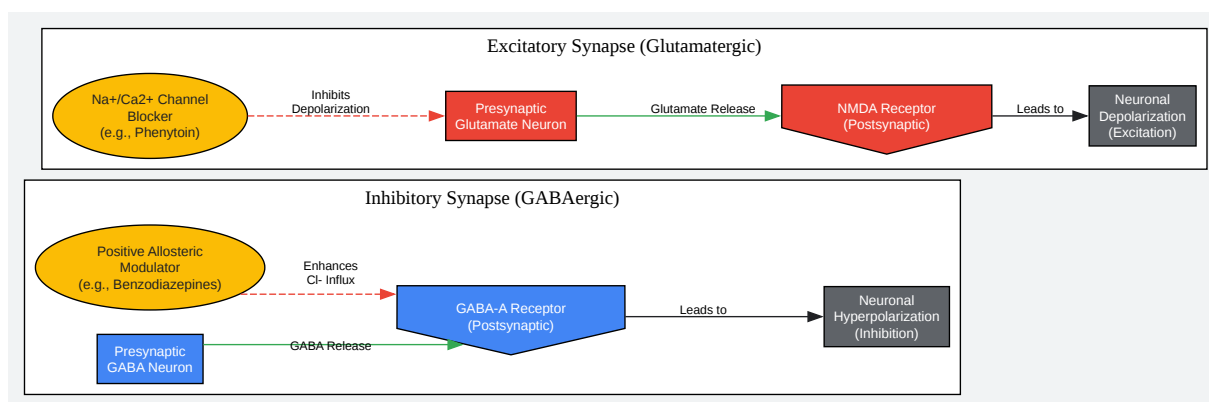 Excitatory Synapse (Glutamatergic)
Na+/Ca2+ Channel
Blocker
(e.g., Phenytoin)
Inhibits
Depolarization
Presynaptic
Glutamate Neuron
Glutamate Release
NMDA Receptor
(Postsynaptic)
Leads to
Neuronal
Depolarization
(Excitation)
Inhibitory Synapse (GABAergic)
Positive Allosteric
Modulator
(e.g., Benzodiazepines)
Enhances
Cl- Influx
GABA-A Receptor
(Postsynaptic)
Leads to
Neuronal
Hyperpolarization
(Inhibition)
Presynaptic
GABA Neuron
GABA Release